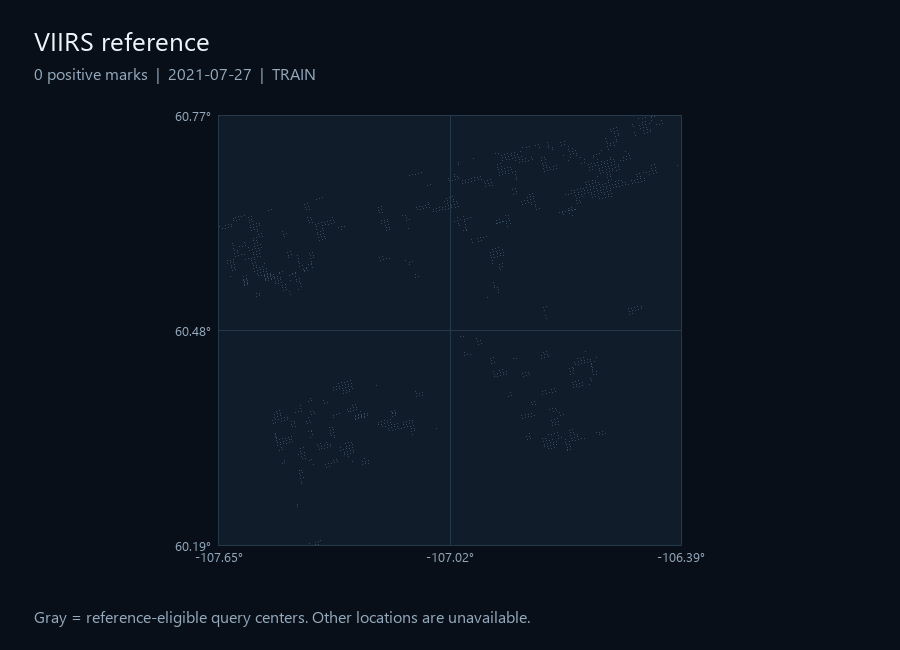 VIIRS reference
0 positive marks | 2021-07-27 | TRAIN
60.77°
60.48°
60.19°
-107.65°
-107.02°
-106.39°
Gray = reference-eligible query centers. Other locations are unavailable.